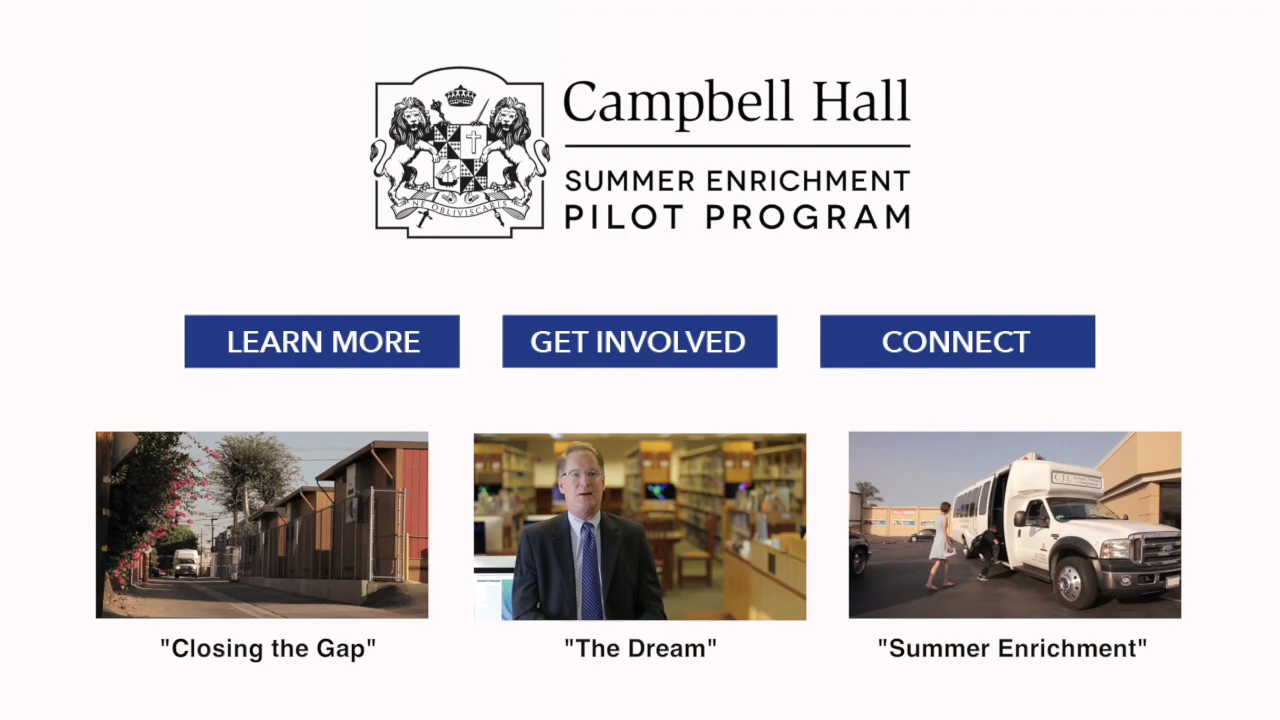 Campbell Hall
SUMMER ENRICHMENT
PILOT PROGRAM
NE OBLIVISCARIS
LEARN MORE
GET INVOLVED
CONNECT
"Closing the Gap"
"The Dream"
"Summer Enrichment"